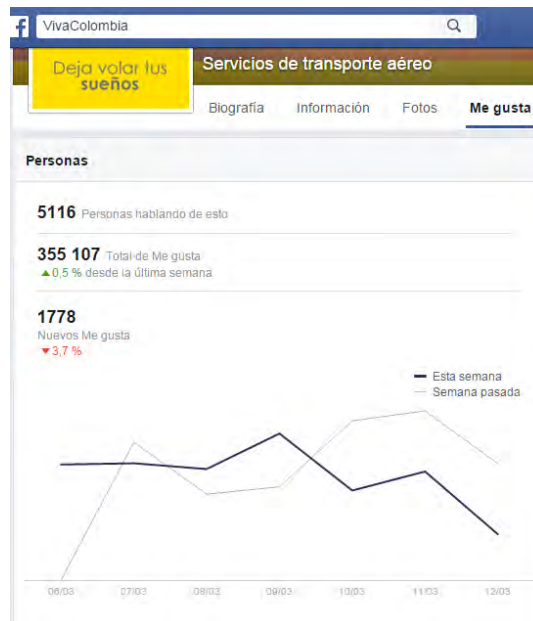 f VivaColombia
Deja volar tus
sueños
Servicios de transporte aéreo
Biografía Información Fotos Me gusta
Personas
5116 Personas hablando de esto
355 107 Total de Me gusta
▲0,5 % desde la última semana
1778
Nuevos Me gusta
▼3,7 %
Esta semana
Semana pasada
06/03 07/03 08/03 09/03 10/03 11/03 12/03